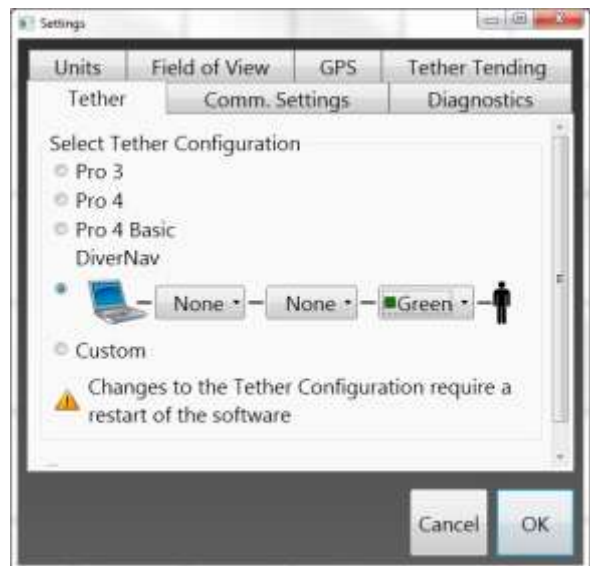 Settings
Units Field of View GPS Tether Tending
Tether Comm. Settings Diagnostics
Select Tether Configuration
Pro 3
Pro 4
Pro 4 Basic
DiverNav
None None Green
Custom
Changes to the Tether Configuration require a
restart of the software
Cancel OK